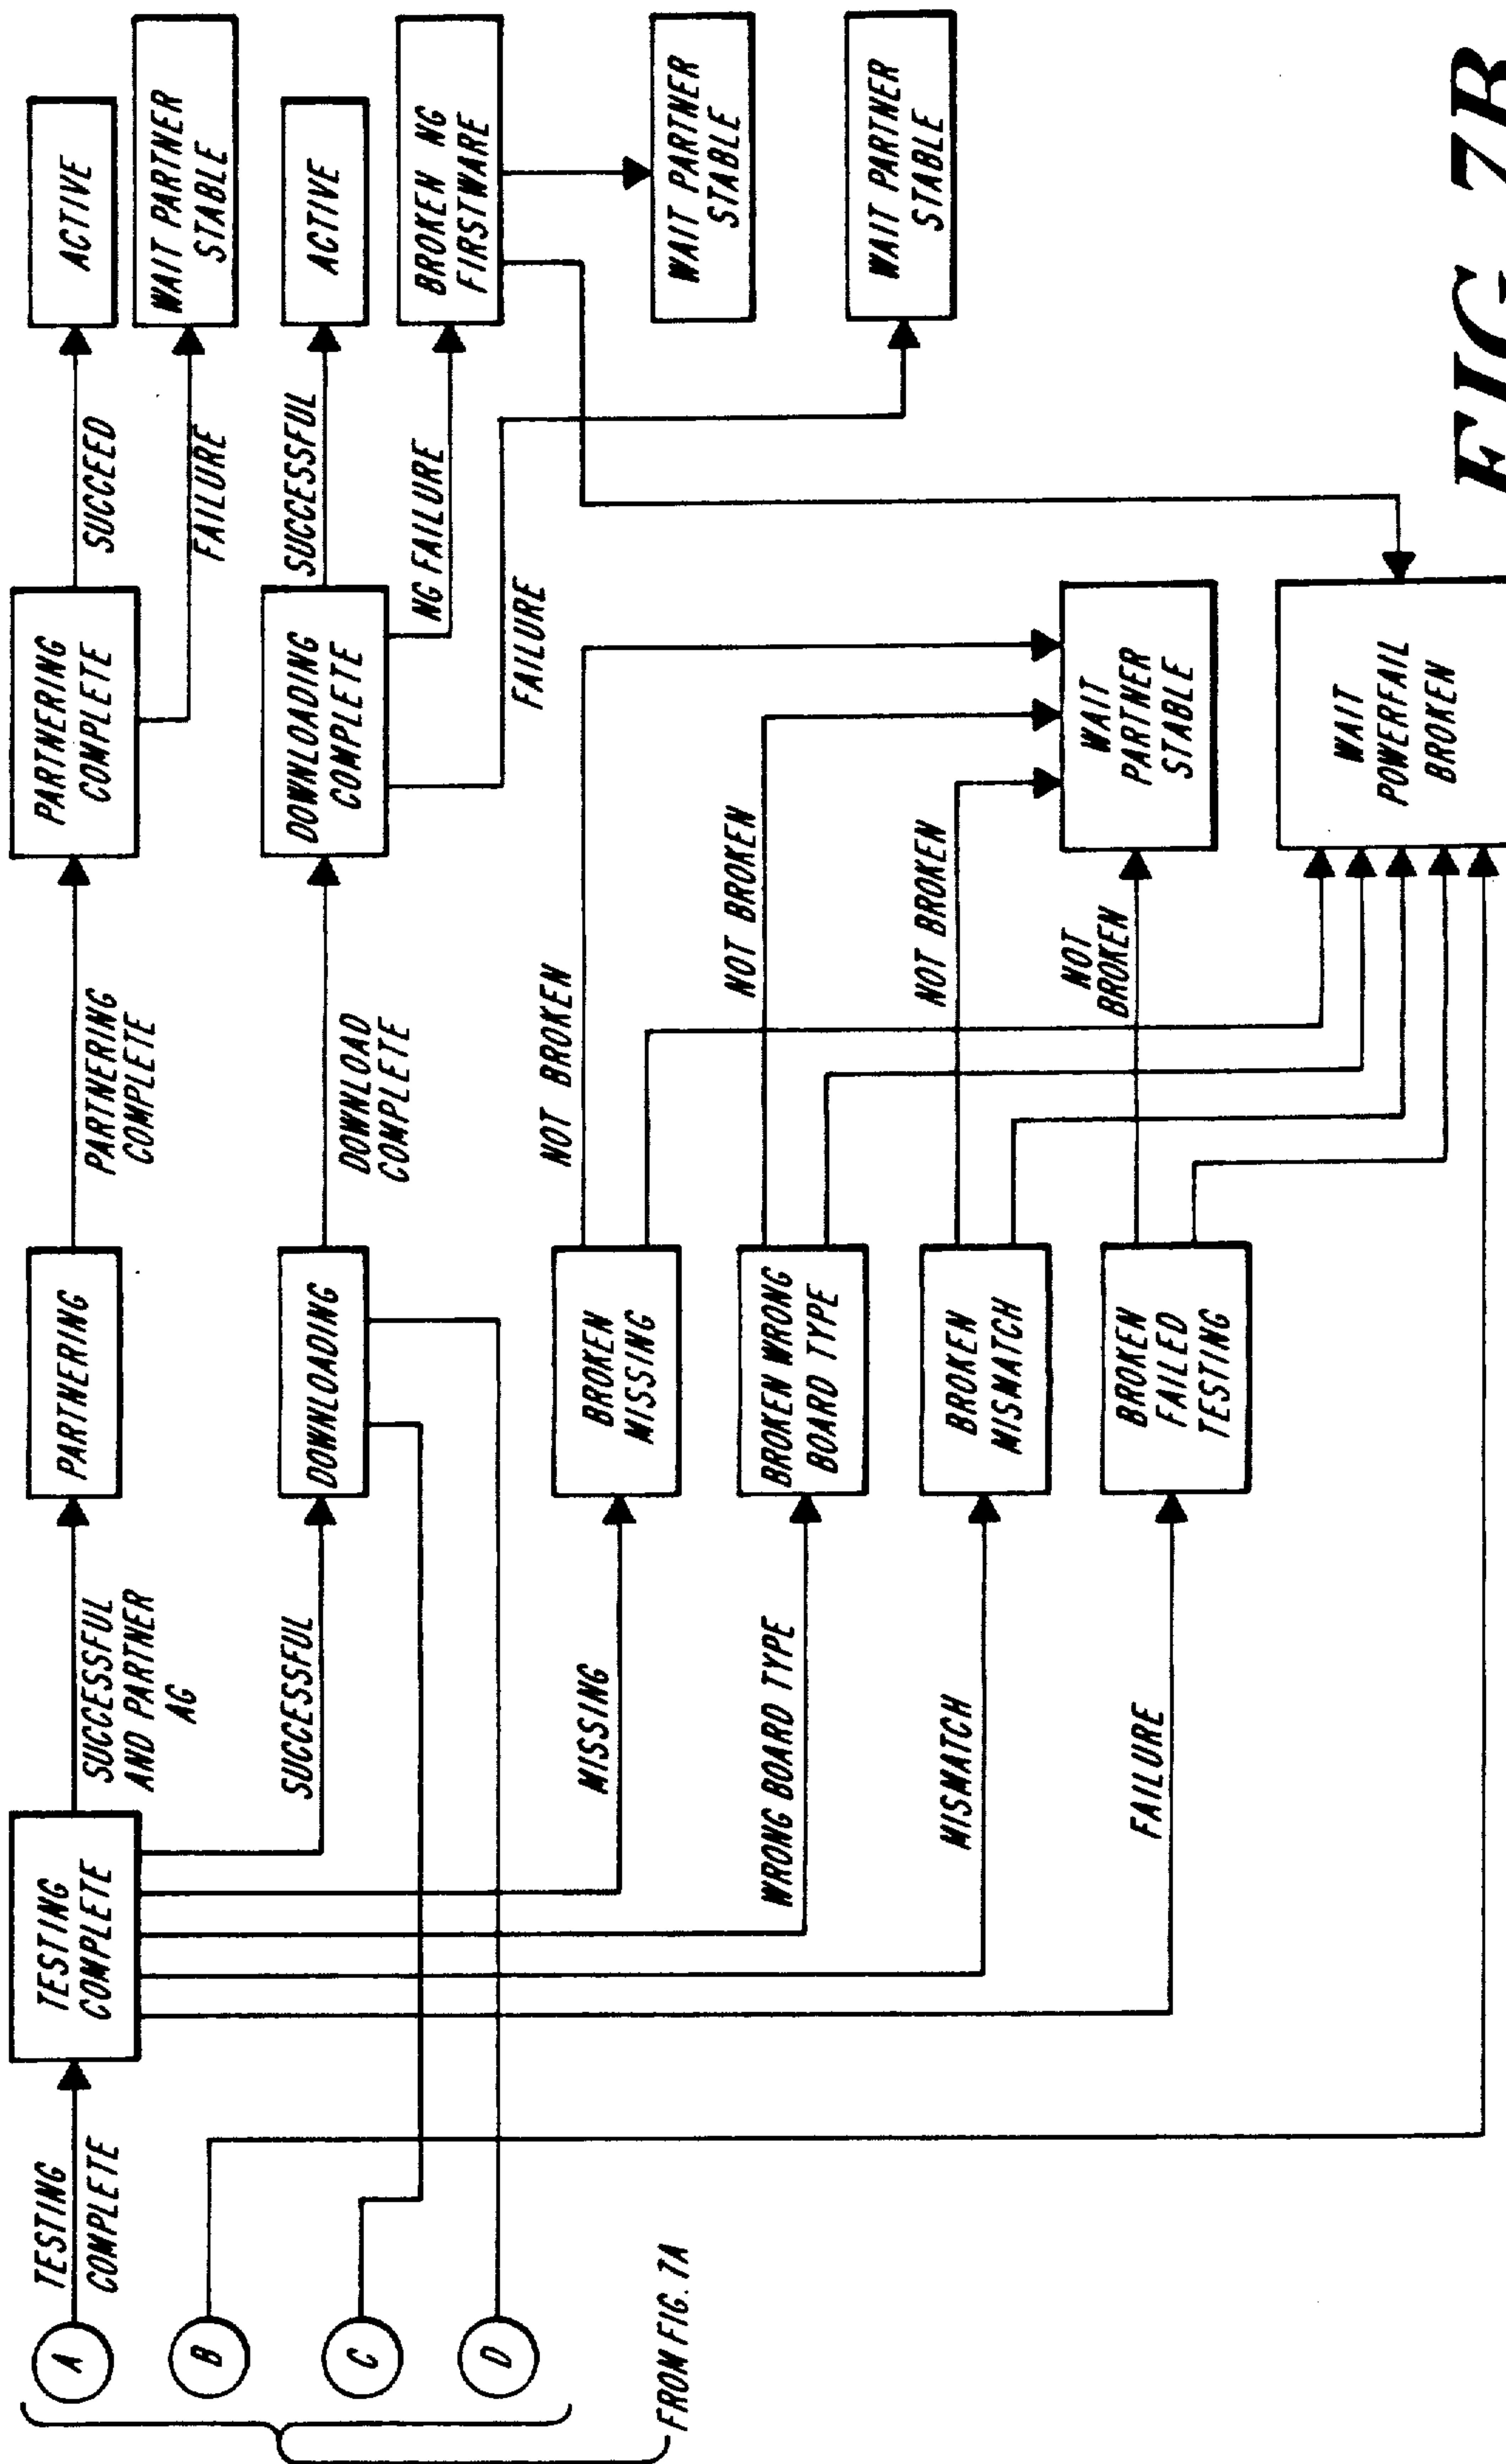 A
B
C
D
FROM FIG. 7A
TESTING
COMPLETE
TESTING
COMPLETE
SUCCESSFUL
AND PARTNER
AG
SUCCESSFUL
MISSING
WRONG BOARD TYPE
MISMATCH
FAILURE
PARTNERING
DOWNLOADING
BROKEN
MISSING
BROKEN WRONG
BOARD TYPE
BROKEN
MISMATCH
BROKEN
FAILED
TESTING
PARTNERING
COMPLETE
DOWNLOAD
COMPLETE
NOT BROKEN
NOT BROKEN
NOT BROKEN
NOT
BROKEN
PARTNERING
COMPLETE
DOWNLOADING
COMPLETE
WAIT
PARTNER
STABLE
WAIT
POWERFAIL
BROKEN
SUCCEED
FAILURE
SUCCESSFUL
NG FAILURE
FAILURE
ACTIVE
WAIT PARTNER
STABLE
ACTIVE
BROKEN NG
FIRSTWARE
WAIT PARTNER
STABLE
WAIT PARTNER
STABLE
FIG. 7B